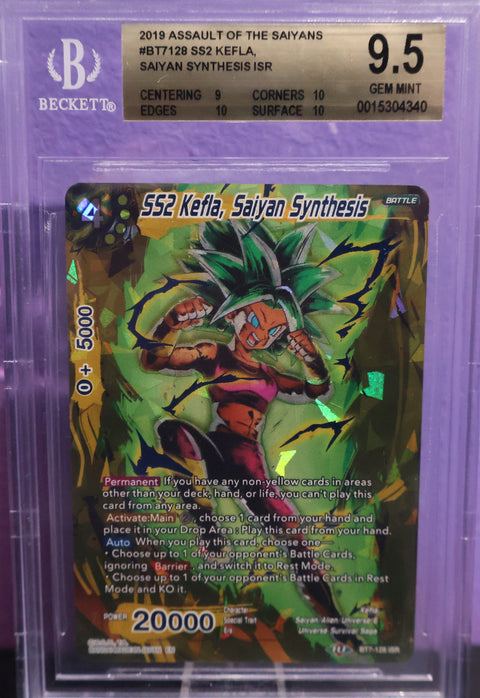 2019 ASSAULT OF THE SAIYANS
#BT7128 SS2 KEFLA,
SAIYAN SYNTHESIS ISR
CENTERING 9 CORNERS 10
EDGES 10 SURFACE 10
9.5
GEM MINT
0015304340
B
BECKETT®
4
SS2 Kefla, Saiyan Synthesis
BATTLE
0 + 5000
Permanent If you have any non-yellow cards in areas
other than your deck, hand, or life, you can't play this
card from any area.
Activate:Main , choose 1 card from your hand and
place it in your Drop Area: Play this card from your hand.
Auto When you play this card, choose one—
• Choose up to 1 of your opponent's Battle Cards,
ignoring Barrier, and switch it to Rest Mode.
• Choose up to 1 of your opponent's Battle Cards in Rest
Mode and KO it.
POWER 20000
Character Kefla
Special Trait Saiyan Alien Universe 6
Era Universe Survival Saga
BT7-128 ISR